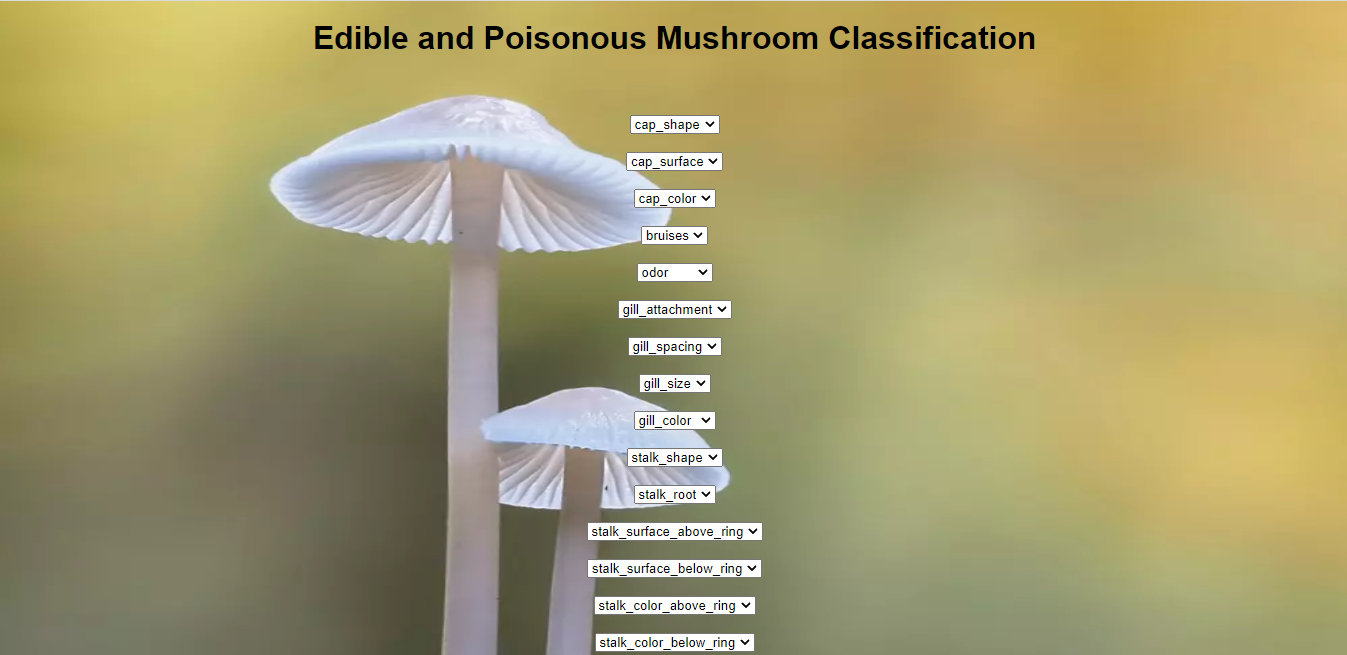 Edible and Poisonous Mushroom Classification
cap_shape
cap_surface
cap_color
bruises
odor
gill_attachment
gill_spacing
gill_size
gill_color
stalk_shape
stalk_root
stalk_surface_above_ring
stalk_surface_below_ring
stalk_color_above_ring
stalk_color_below_ring